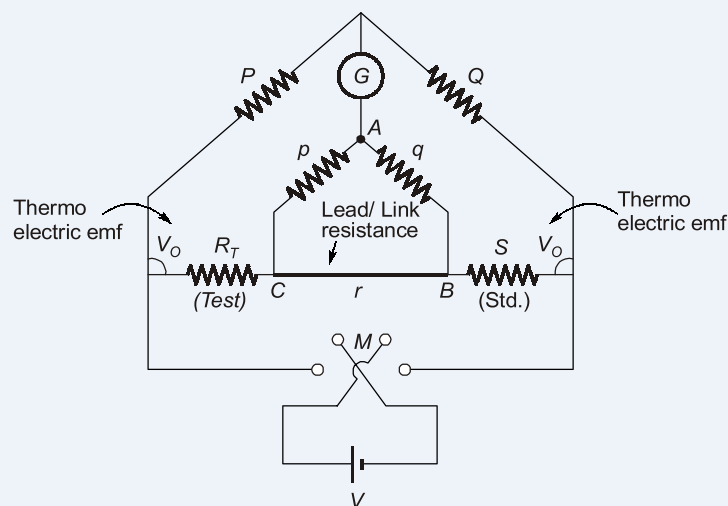 P
G
Q
A
p
q
Thermo
electric emf
Lead/ Link
resistance
Thermo
electric emf
V_O
R_T
S
V_O
(Test)
C
r
B
(Std.)
M
V